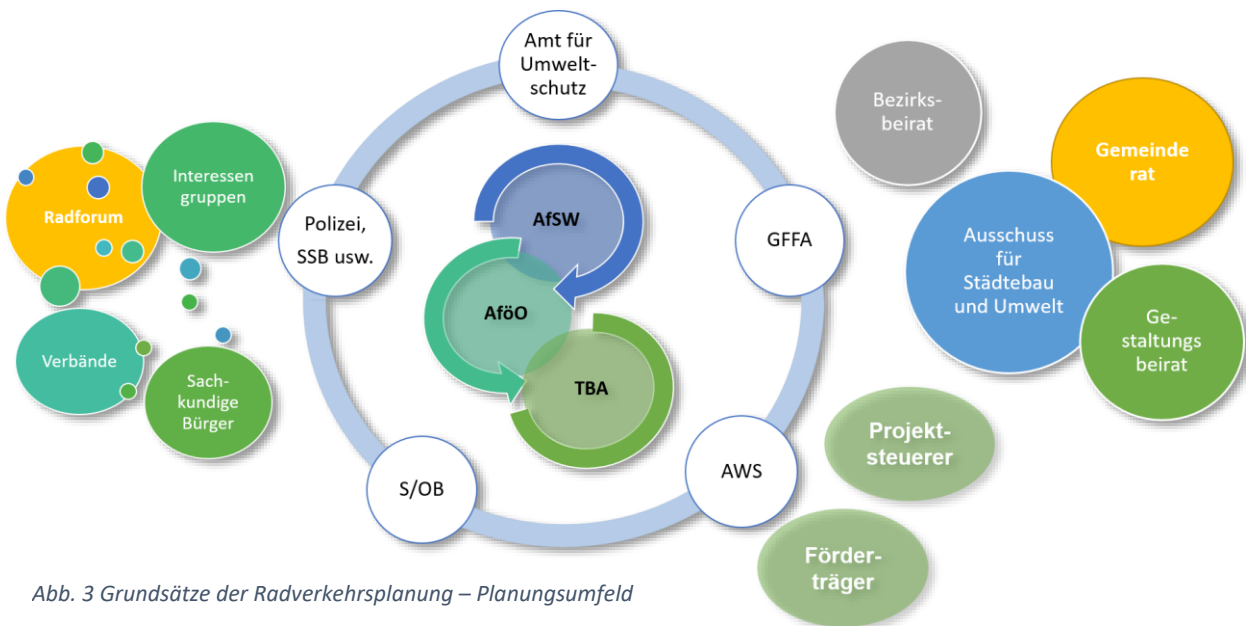 Radforum
Interessen
gruppen
Verbände
Sach-
kundige
Bürger
Amt für
Umwelt-
schutz
Polizei,
SSB usw.
GFFA
S/OB
AWS
AfSW
AföO
TBA
Bezirks-
beirat
Gemeinde
rat
Ausschuss
für
Städtebau
und Umwelt
Ge-
staltungs
beirat
Projekt-
steuerer
Förder-
träger
Abb. 3 Grundsätze der Radverkehrsplanung – Planungsumfeld